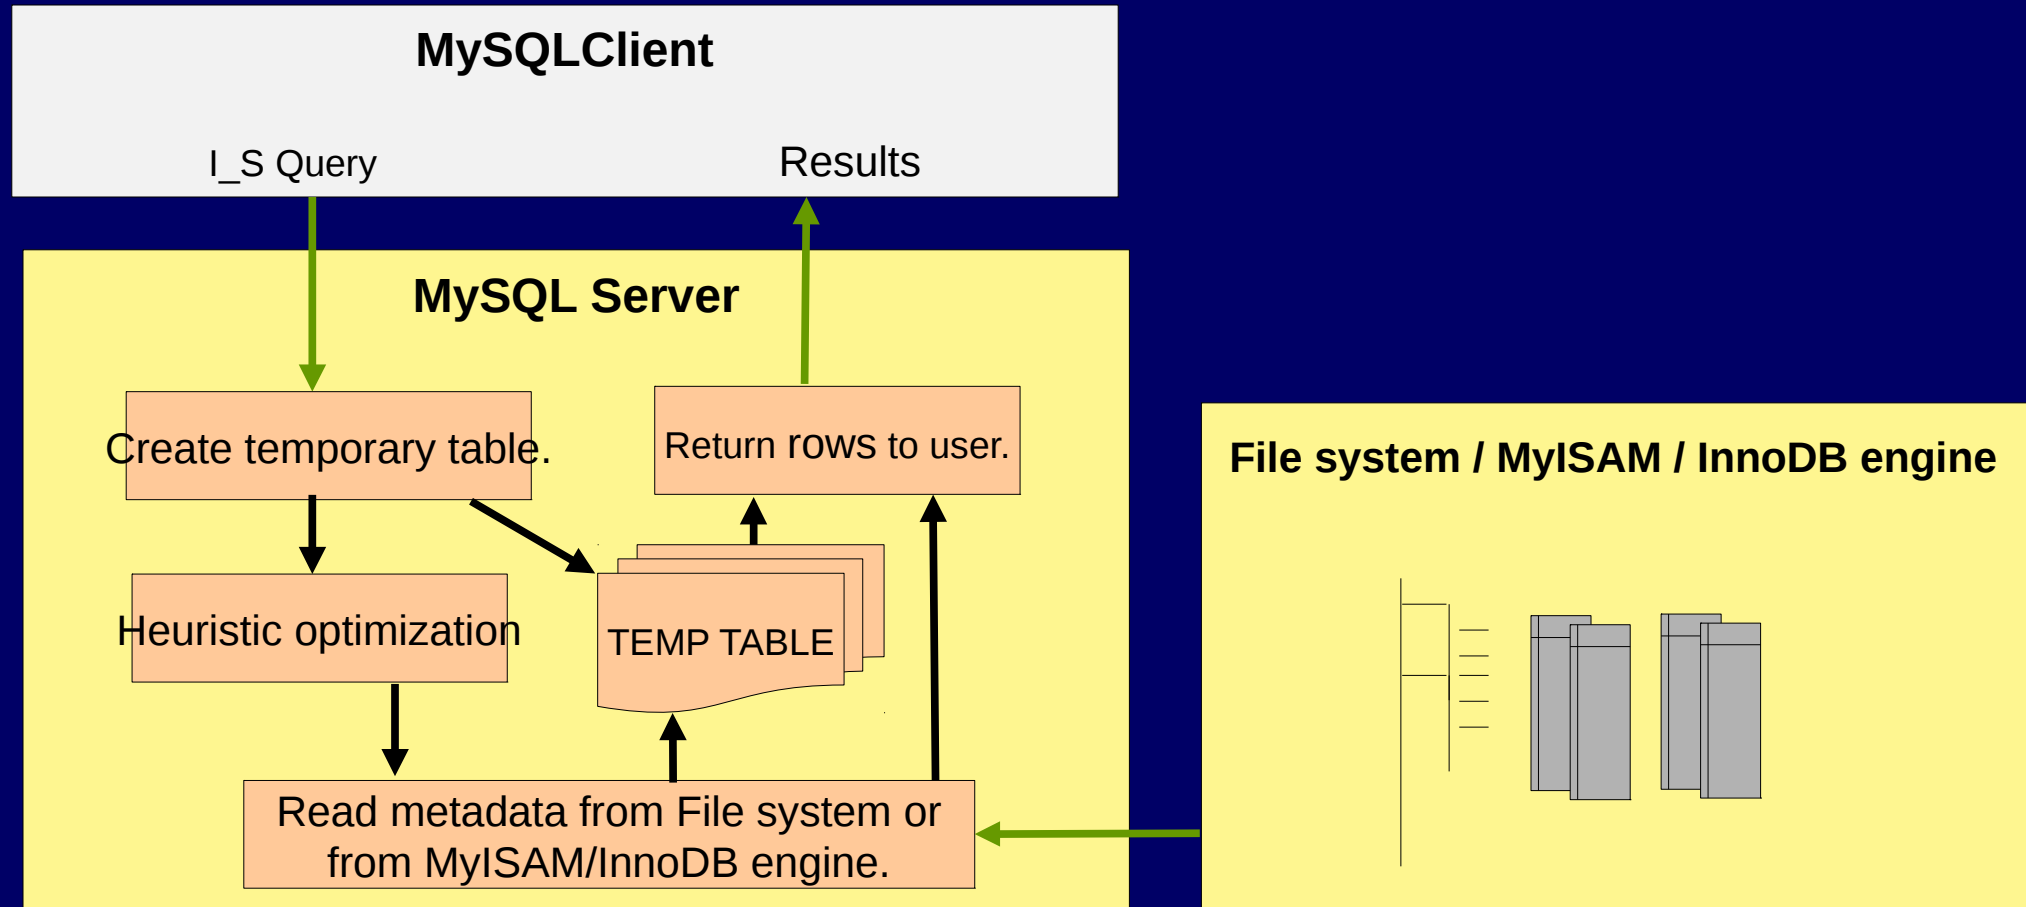 MySQLClient
I_S Query
Results
MySQL Server
Create temporary table.
Return rows to user.
Heuristic optimization
TEMP TABLE
Read metadata from File system or
from MyISAM/InnoDB engine.
File system / MyISAM / InnoDB engine